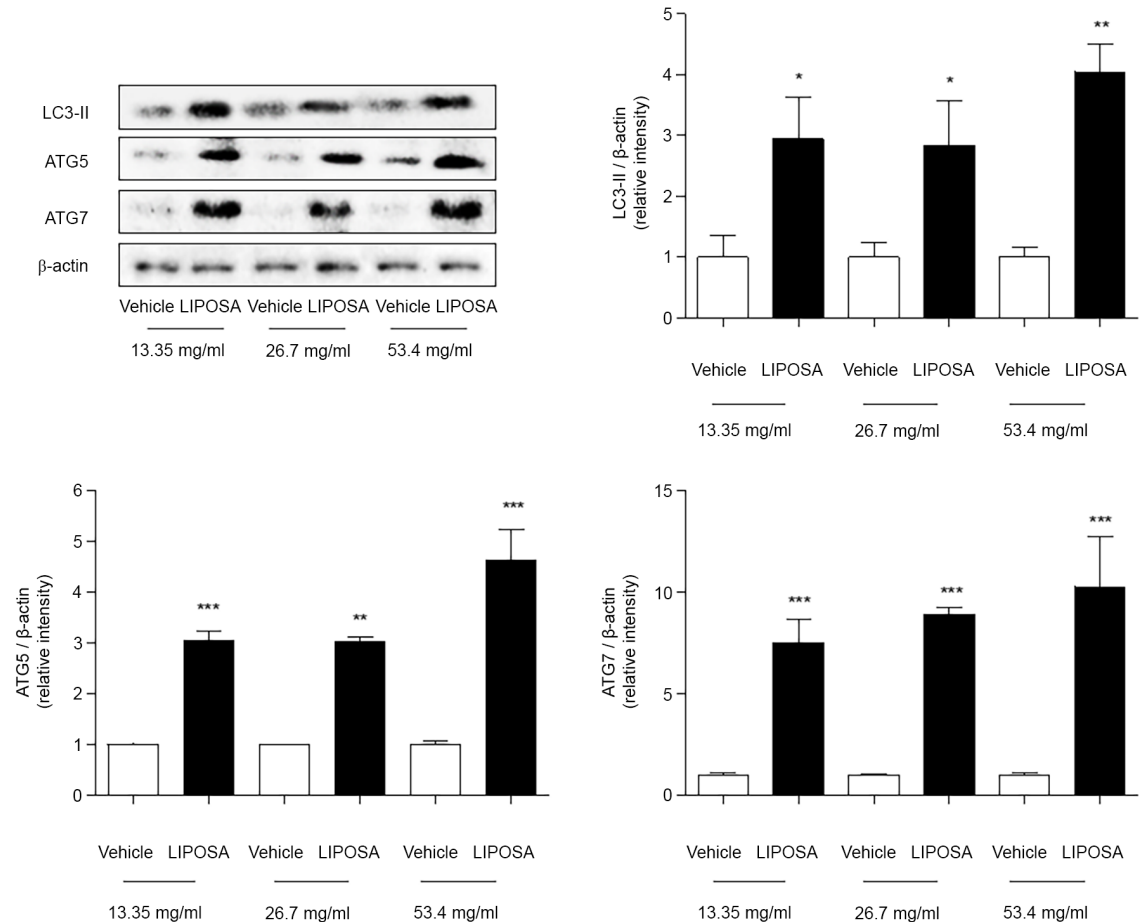 LC3-II
ATG5
ATG7
β-actin
Vehicle LIPOSA Vehicle LIPOSA Vehicle LIPOSA
13.35 mg/ml 26.7 mg/ml 53.4 mg/ml
LC3-II / β-actin
(relative intensity)
5
4
3
2
1
0
*
*
**
Vehicle LIPOSA Vehicle LIPOSA Vehicle LIPOSA
13.35 mg/ml 26.7 mg/ml 53.4 mg/ml
ATG5 / β-actin
(relative intensity)
6
5
4
3
2
1
0
***
**
***
Vehicle LIPOSA Vehicle LIPOSA Vehicle LIPOSA
13.35 mg/ml 26.7 mg/ml 53.4 mg/ml
ATG7 / β-actin
(relative intensity)
15
10
5
0
***
***
***
Vehicle LIPOSA Vehicle LIPOSA Vehicle LIPOSA
13.35 mg/ml 26.7 mg/ml 53.4 mg/ml